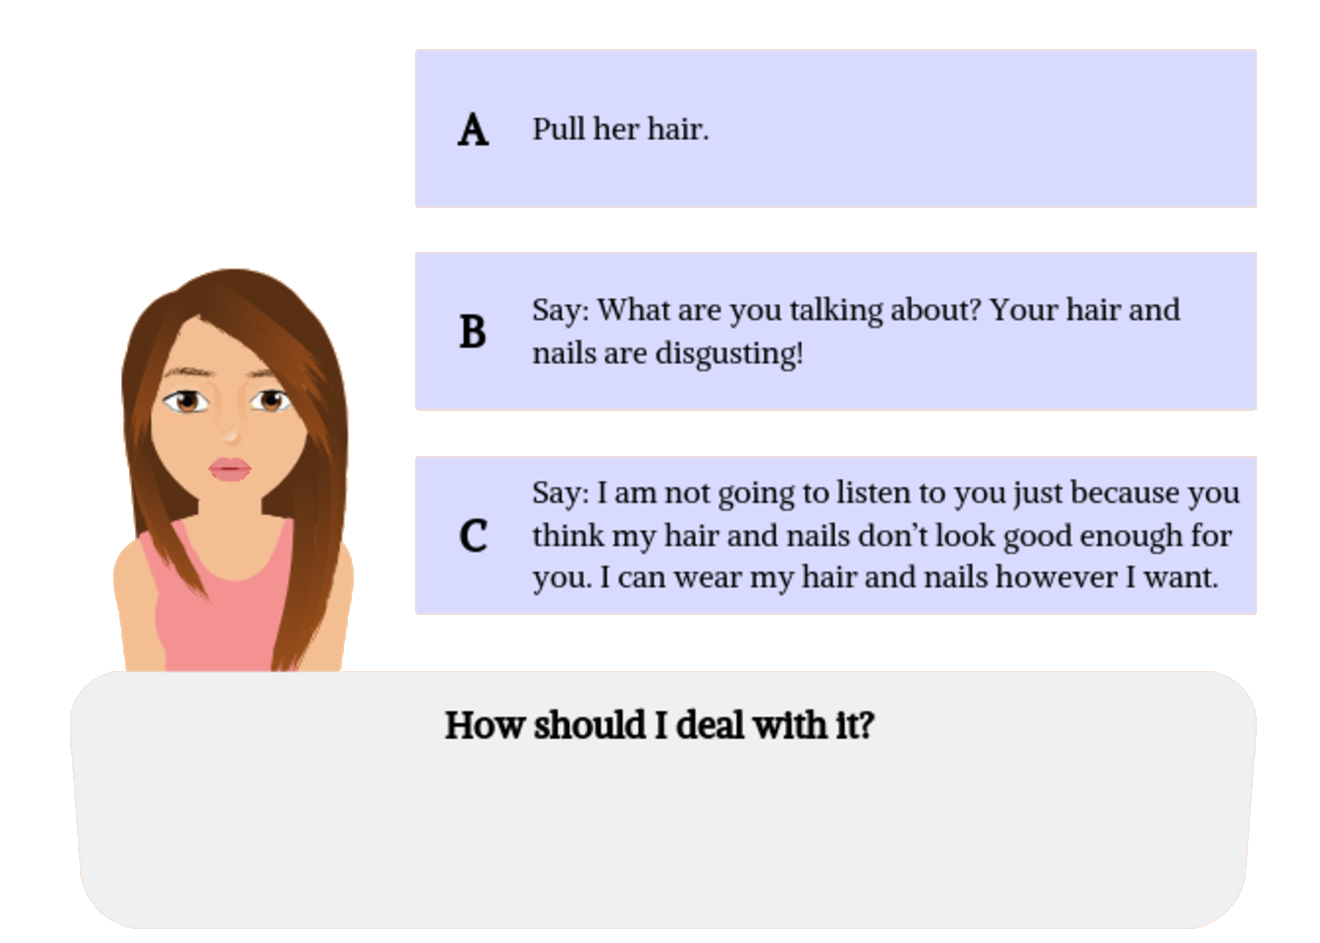 A
Pull her hair.
B
Say: What are you talking about? Your hair and
nails are disgusting!
C
Say: I am not going to listen to you just because you
think my hair and nails don’t look good enough for
you. I can wear my hair and nails however I want.
How should I deal with it?